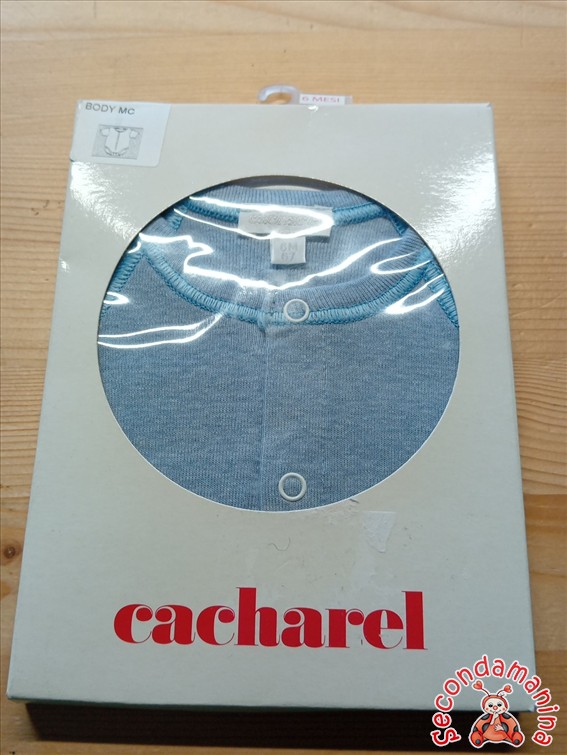 6 MESI
BODY MC
cacharel
secondamanina